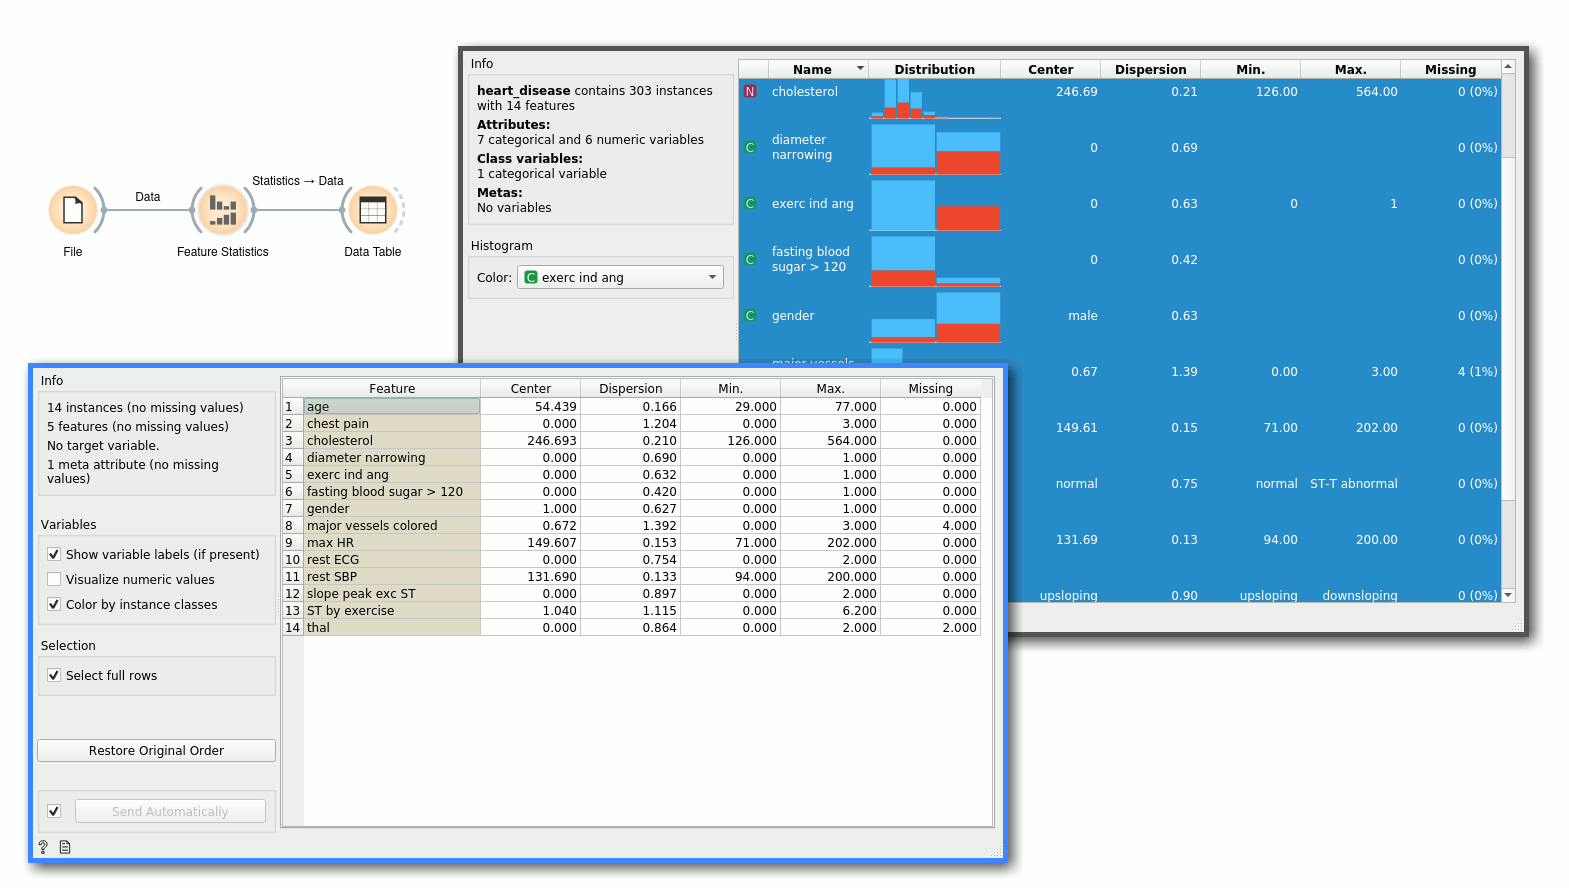 Data
Statistics → Data
File
Feature Statistics
Data Table
Info
heart_disease contains 303 instances
with 14 features
Attributes:
7 categorical and 6 numeric variables
Class variables:
1 categorical variable
Metas:
No variables
Histogram
Color: C exerc ind ang
Name Distribution Center Dispersion Min. Max. Missing
N cholesterol 246.69 0.21 126.00 564.00 0 (0%)
C diameter narrowing 0 0.69 0 (0%)
C exerc ind ang 0 0.63 0 1 0 (0%)
C fasting blood sugar > 120 0 0.42 0 (0%)
C gender male 0.63 0 (0%)
major vessels 0.67 1.39 0.00 3.00 4 (1%)
149.61 0.15 71.00 202.00 0 (0%)
normal 0.75 normal ST-T abnormal 0 (0%)
131.69 0.13 94.00 200.00 0 (0%)
upsloping 0.90 upsloping downsloping 0 (0%)
Info
14 instances (no missing values)
5 features (no missing values)
No target variable.
1 meta attribute (no missing
values)
Variables
Show variable labels (if present)
Visualize numeric values
Color by instance classes
Selection
Select full rows
Restore Original Order
Send Automatically
?
Feature Center Dispersion Min. Max. Missing
1 age 54.439 0.166 29.000 77.000 0.000
2 chest pain 0.000 1.204 0.000 3.000 0.000
3 cholesterol 246.693 0.210 126.000 564.000 0.000
4 diameter narrowing 0.000 0.690 0.000 1.000 0.000
5 exerc ind ang 0.000 0.632 0.000 1.000 0.000
6 fasting blood sugar > 120 0.000 0.420 0.000 1.000 0.000
7 gender 1.000 0.627 0.000 1.000 0.000
8 major vessels colored 0.672 1.392 0.000 3.000 4.000
9 max HR 149.607 0.153 71.000 202.000 0.000
10 rest ECG 0.000 0.754 0.000 2.000 0.000
11 rest SBP 131.690 0.133 94.000 200.000 0.000
12 slope peak exc ST 0.000 0.897 0.000 2.000 0.000
13 ST by exercise 1.040 1.115 0.000 6.200 0.000
14 thal 0.000 0.864 0.000 2.000 2.000